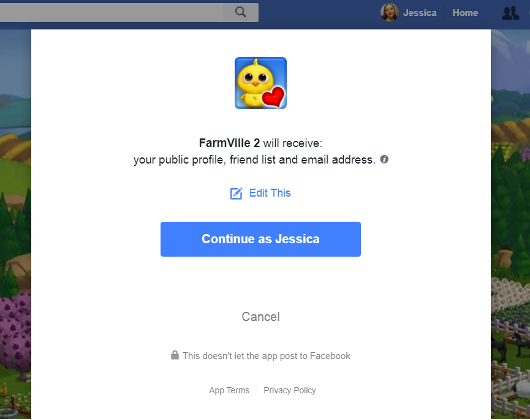 Jessica
Home
FarmVille 2 will receive:
your public profile, friend list and email address.
Edit This
Continue as Jessica
Cancel
This doesn't let the app post to Facebook
App Terms · Privacy Policy